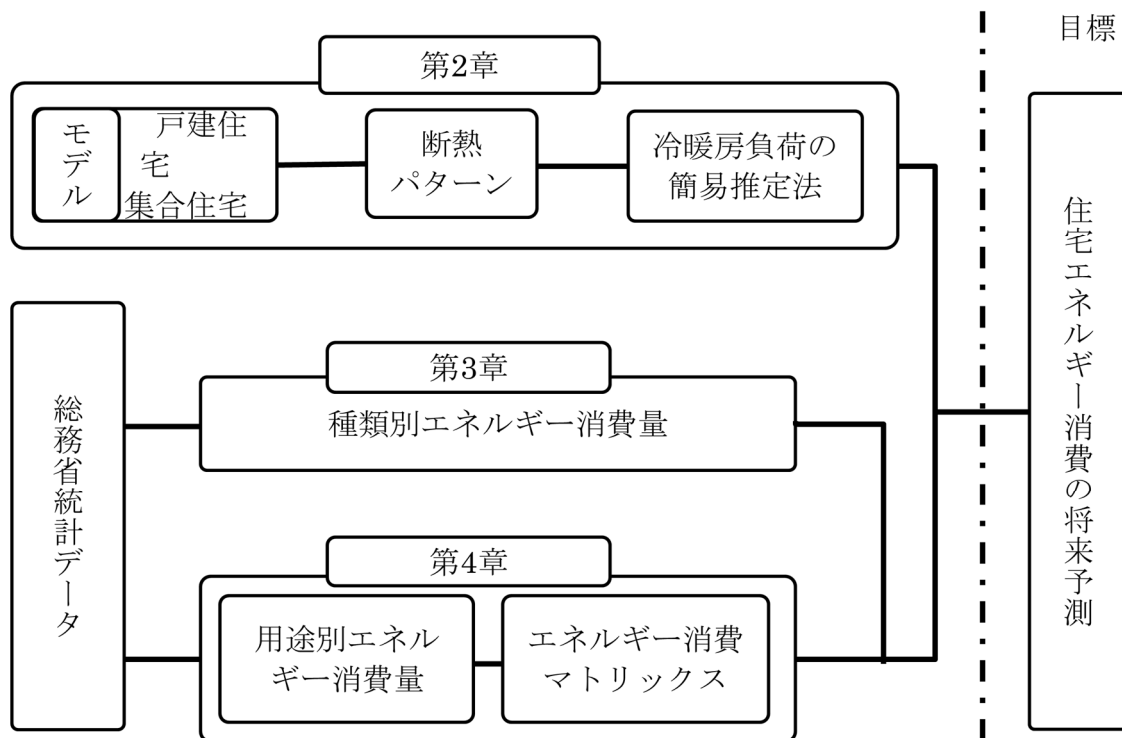 目標
第2章
モデル
戸建住
宅
集合住宅
断熱
パターン
冷暖房負荷の
簡易推定法
住宅エネルギー消費の将来予測
総務省統計データ
第3章
種類別エネルギー消費量
第4章
用途別エネル
ギー消費量
エネルギー消費
マトリックス